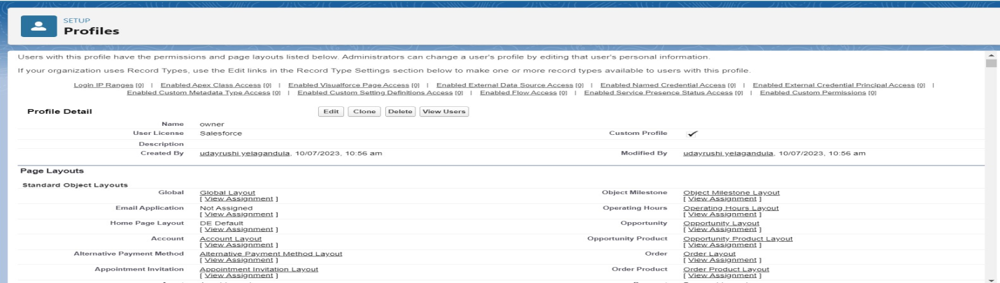 SETUP
Profiles
Users with this profile have the permissions and page layouts listed below. Administrators can change a user's profile by editing that user's personal information.
If your organization uses Record Types, use the Edit links in the Record Type Settings section below to make one or more record types available to users with this profile.
Login IP Ranges [0] | Enabled Apex Class Access [0] | Enabled Visualforce Page Access [0] | Enabled External Data Source Access [0] | Enabled Named Credential Access [0] | Enabled External Credential Principal Access [0] |
Enabled Custom Metadata Type Access [0] | Enabled Custom Setting Definitions Access [0] | Enabled Flow Access [0] | Enabled Service Presence Status Access [0] | Enabled Custom Permissions [0]
Profile Detail Edit Clone Delete View Users
Name owner
User License Salesforce Custom Profile ✓
Description
Created By udayrushi yelagandula, 10/07/2023, 10:56 am Modified By udayrushi yelagandula, 10/07/2023, 10:56 am
Page Layouts
Standard Object Layouts
Global Global Layout Object Milestone Object Milestone Layout
[ View Assignment ] [ View Assignment ]
Email Application Not Assigned Operating Hours Operating Hours Layout
[ View Assignment ] [ View Assignment ]
Home Page Layout DE Default Opportunity Opportunity Layout
[ View Assignment ] [ View Assignment ]
Account Account Layout Opportunity Product Opportunity Product Layout
[ View Assignment ] [ View Assignment ]
Alternative Payment Method Alternative Payment Method Layout Order Order Layout
[ View Assignment ] [ View Assignment ]
Appointment Invitation Appointment Invitation Layout Order Product Order Product Layout
[ View Assignment ] [ View Assignment ]